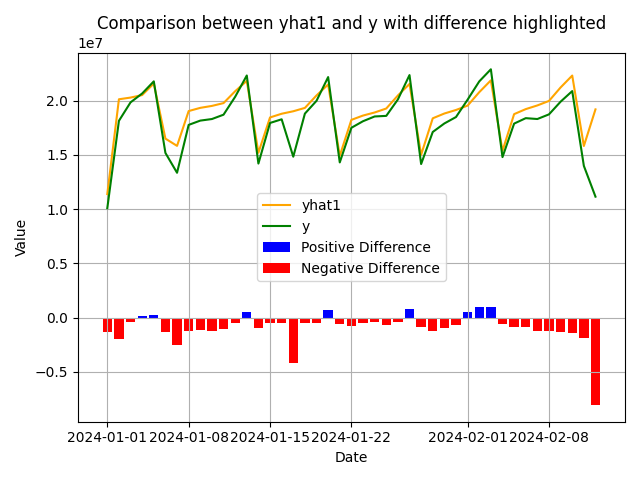 Comparison between yhat1 and y with difference highlighted
1e7
2.0
1.5
1.0
0.5
0.0
−0.5
Value
yhat1
y
Positive Difference
Negative Difference
2024-01-01 2024-01-08 2024-01-15 2024-01-22 2024-02-01 2024-02-08
Date